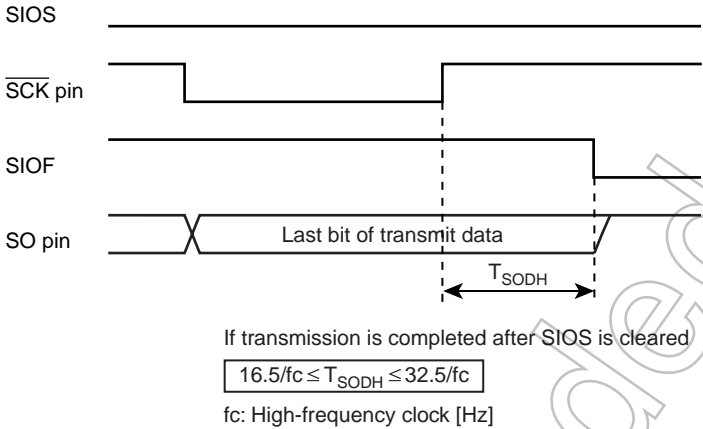 SIOS
SCK pin
SIOF
SO pin
Last bit of transmit data
TSODH
If transmission is completed after SIOS is cleared
16.5/fc ≤ TSODH ≤ 32.5/fc
fc: High-frequency clock [Hz]